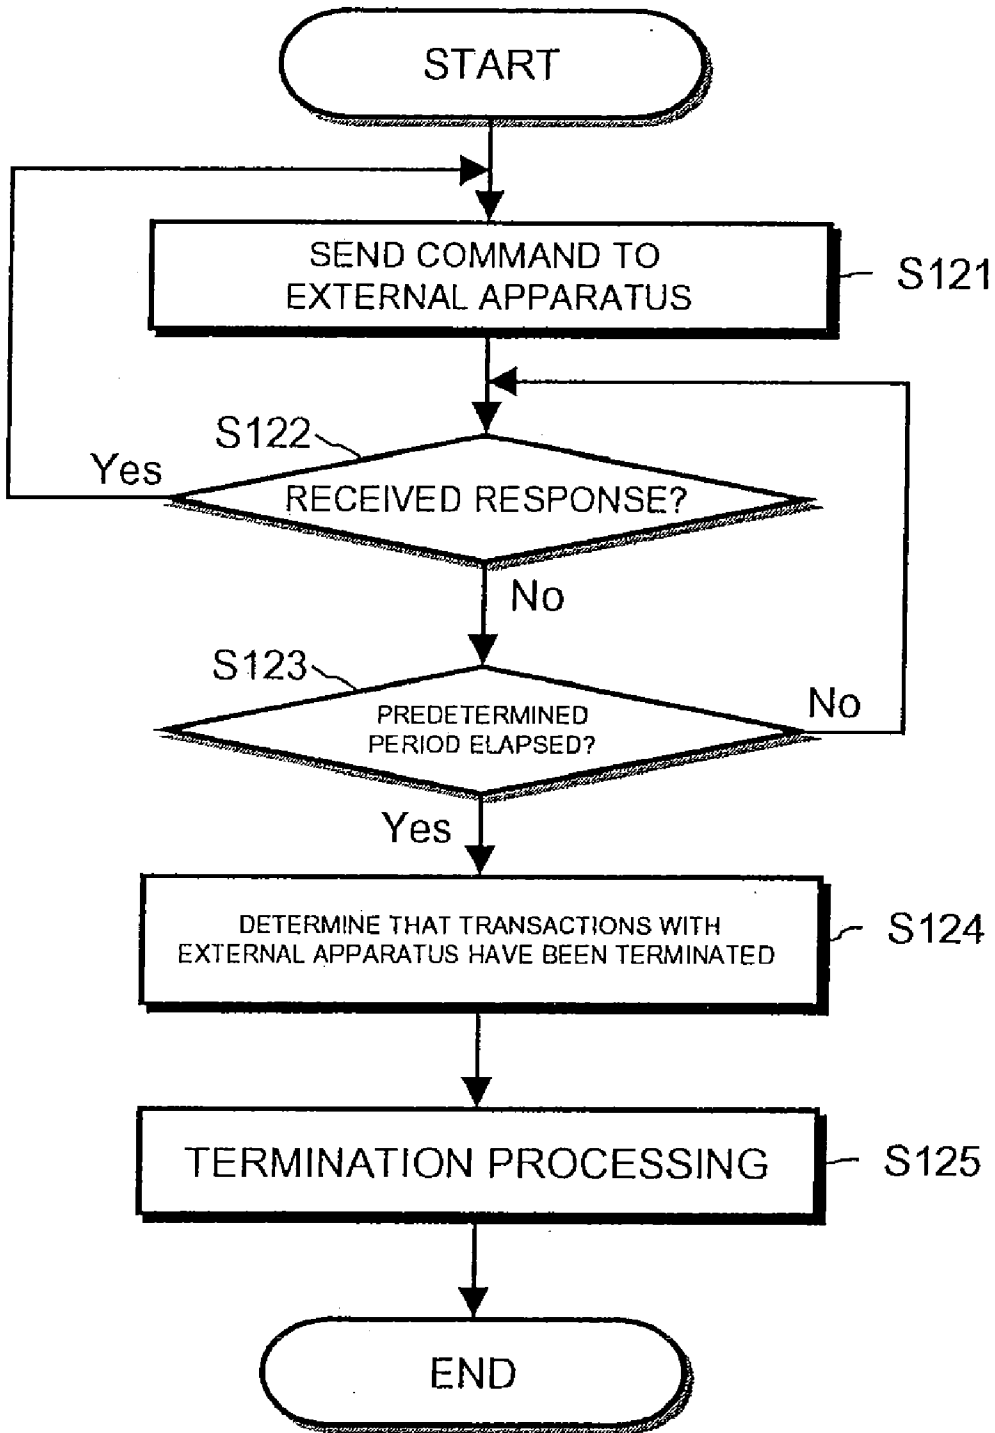 START
SEND COMMAND TO
EXTERNAL APPARATUS
S121
S122
Yes
RECEIVED RESPONSE?
No
S123
PREDETERMINED
PERIOD ELAPSED?
No
Yes
DETERMINE THAT TRANSACTIONS WITH
EXTERNAL APPARATUS HAVE BEEN TERMINATED
S124
TERMINATION PROCESSING
S125
END